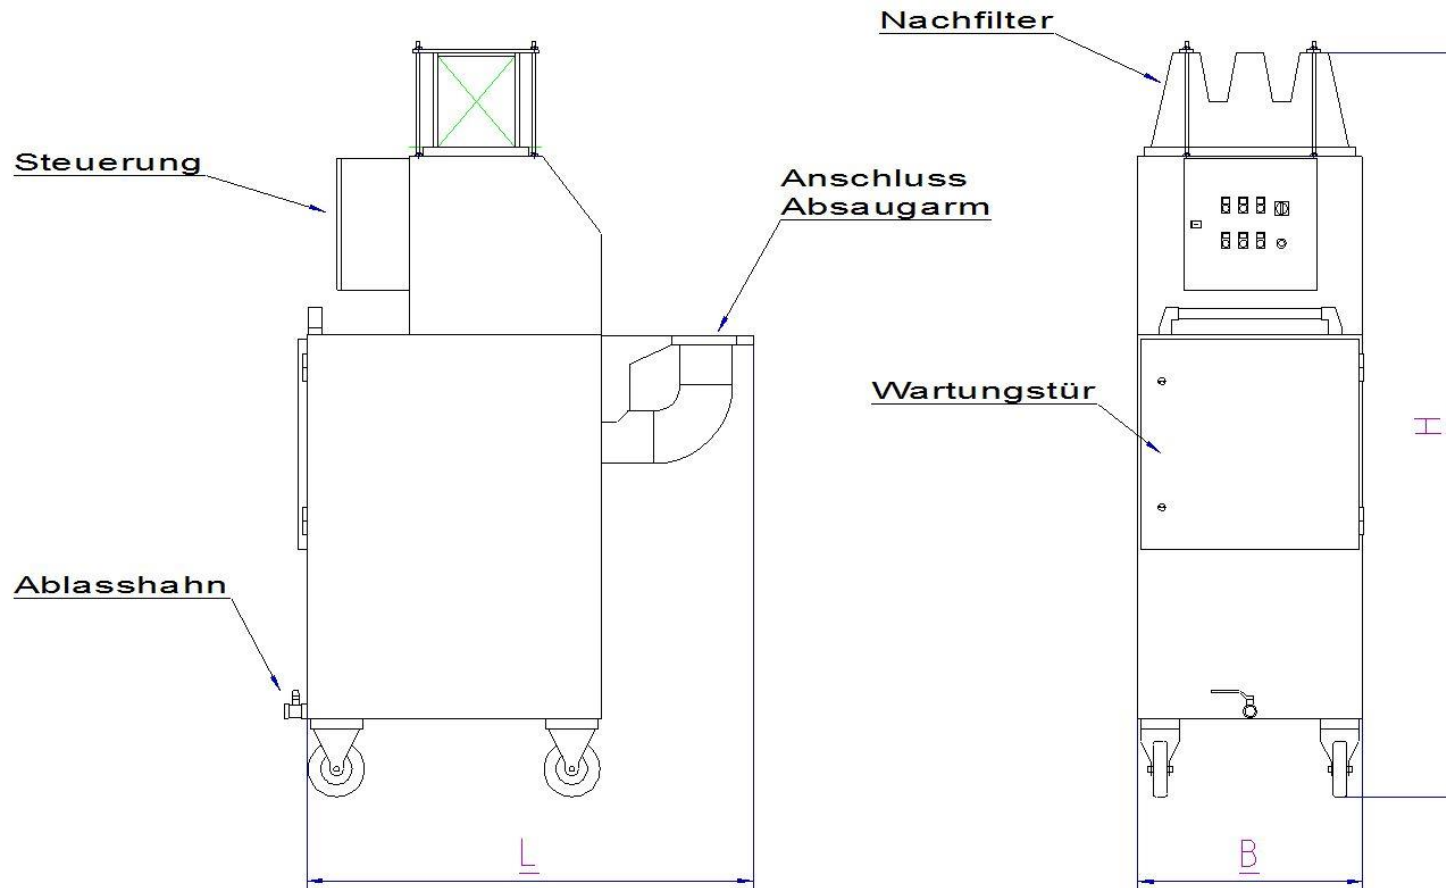 Nachfilter
Steuerung
Anschluss
Absaugarm
Wartungstür
H
Ablasshahn
L
B